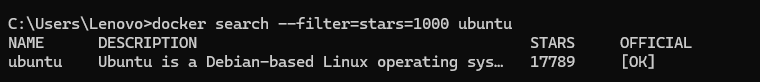 C:\Users\Lenovo>docker search --filter=stars=1000 ubuntu
NAME DESCRIPTION STARS OFFICIAL
ubuntu Ubuntu is a Debian-based Linux operating sys… 17789 [OK]